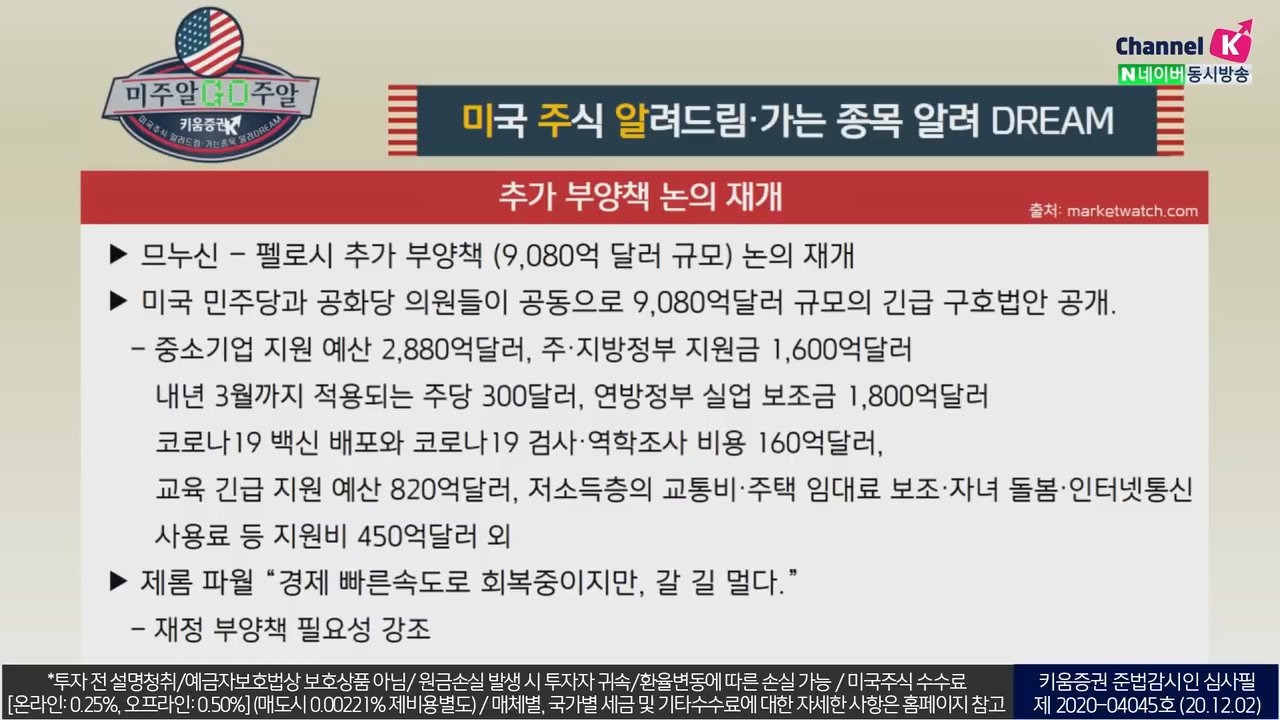 미주알GO주알
키움증권K
미국주식 알려드림·가는종목 알려DREAM
Channel K
N네이버 동시방송
미국 주식 알려드림·가는 종목 알려 DREAM
추가 부양책 논의 재개
출처: marketwatch.com
▶ 므누신 – 펠로시 추가 부양책 (9,080억 달러 규모) 논의 재개
▶ 미국 민주당과 공화당 의원들이 공동으로 9,080억달러 규모의 긴급 구호법안 공개.
– 중소기업 지원 예산 2,880억달러, 주·지방정부 지원금 1,600억달러
내년 3월까지 적용되는 주당 300달러, 연방정부 실업 보조금 1,800억달러
코로나19 백신 배포와 코로나19 검사·역학조사 비용 160억달러,
교육 긴급 지원 예산 820억달러, 저소득층의 교통비·주택 임대료 보조·자녀 돌봄·인터넷통신
사용료 등 지원비 450억달러 외
▶ 제롬 파월 “경제 빠른속도로 회복중이지만, 갈 길 멀다.”
– 재정 부양책 필요성 강조
*투자 전 설명청취/예금자보호법상 보호상품 아님/ 원금손실 발생 시 투자자 귀속/환율변동에 따른 손실 가능 / 미국주식 수수료
[온라인: 0.25%, 오프라인: 0.50%] (매도시 0.00221% 제비용별도) / 매체별, 국가별 세금 및 기타수수료에 대한 자세한 사항은 홈페이지 참고
키움증권 준법감시인 심사필
제 2020-04045호 (20.12.02)